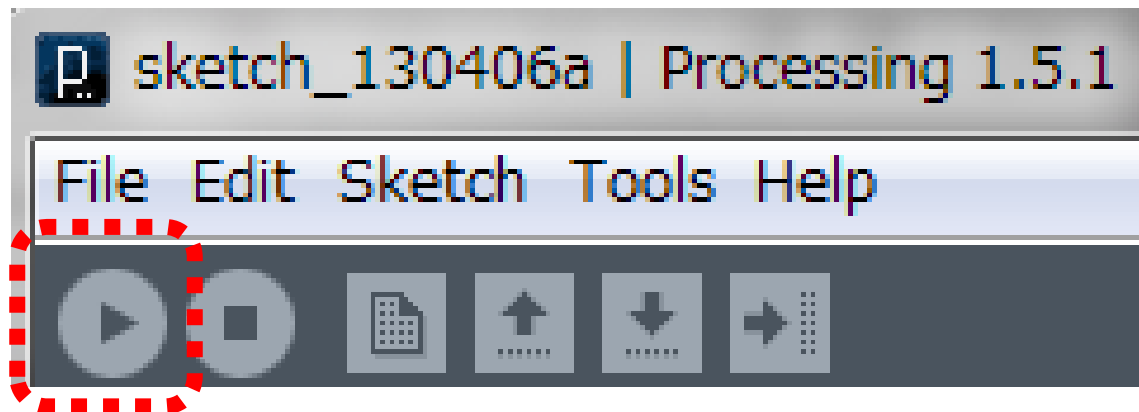 sketch_130406a | Processing 1.5.1
File Edit Sketch Tools Help